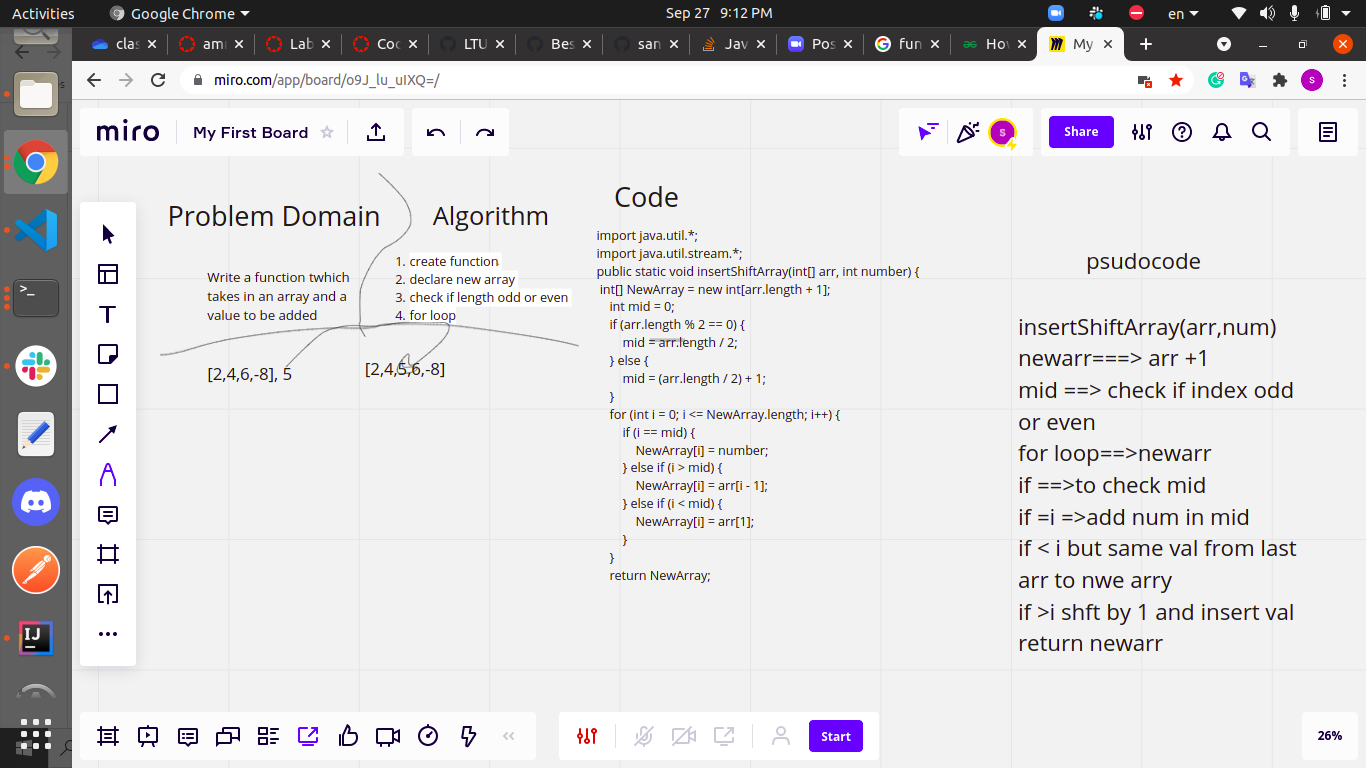 Activities
Google Chrome
Sep 27 9:12 PM
en
clas
am
Lab
Coc
LTU
Bes
san
Jav
Pos
fun
Hov
My
miro.com/app/board/o9J_lu_uIXQ=/
S
miro
My First Board
S
Share
Problem Domain
Algorithm
Code
Write a function twhich
takes in an array and a
value to be added
1. create function
2. declare new array
3. check if length odd or even
4. for loop
[2,4,6,-8], 5
[2,4,5,6,-8]
import java.util.*;
import java.util.stream.*;
public static void insertShiftArray(int[] arr, int number) {
int[] NewArray = new int[arr.length + 1];
int mid = 0;
if (arr.length % 2 == 0) {
mid = arr.length / 2;
} else {
mid = (arr.length / 2) + 1;
}
for (int i = 0; i <= NewArray.length; i++) {
if (i == mid) {
NewArray[i] = number;
} else if (i > mid) {
NewArray[i] = arr[i - 1];
} else if (i < mid) {
NewArray[i] = arr[1];
}
}
return NewArray;
psudocode
insertShiftArray(arr,num)
newarr===> arr +1
mid ==> check if index odd
or even
for loop==>newarr
if ==>to check mid
if =i =>add num in mid
if < i but same val from last
arr to nwe arry
if >i shft by 1 and insert val
return newarr
Start
26%